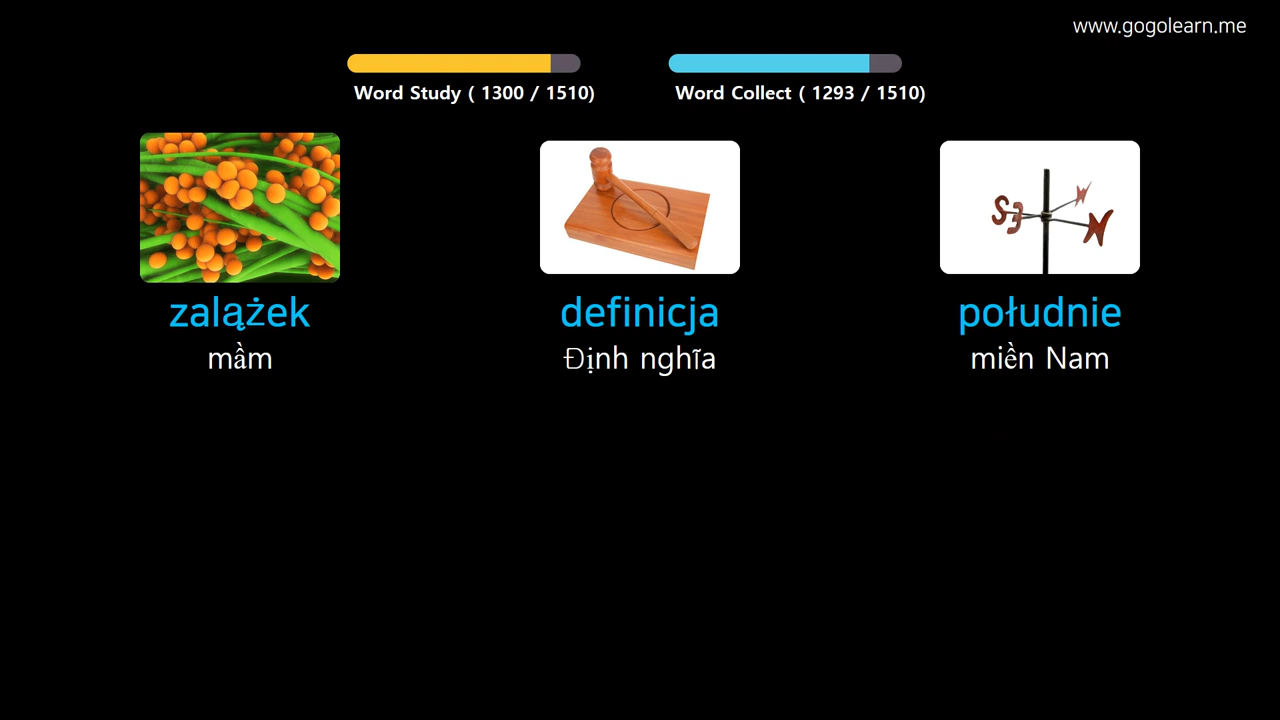 www.gogolearn.me
Word Study ( 1300 / 1510)
Word Collect ( 1293 / 1510)
zalążek
mầm
definicja
Định nghĩa
południe
miền Nam